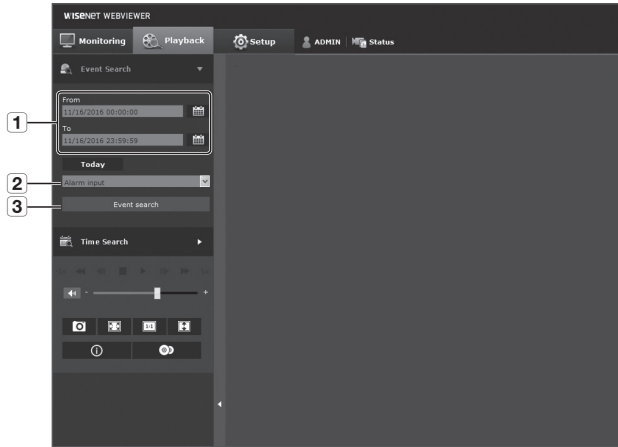 WISENET WEBVIEWER
Monitoring Playback Setup ADMIN Status
Event Search
From
11/16/2016 00:00:00
To
11/16/2016 23:59:59
Today
Alarm input
Event search
Time Search
- +
1:1
1
2
3